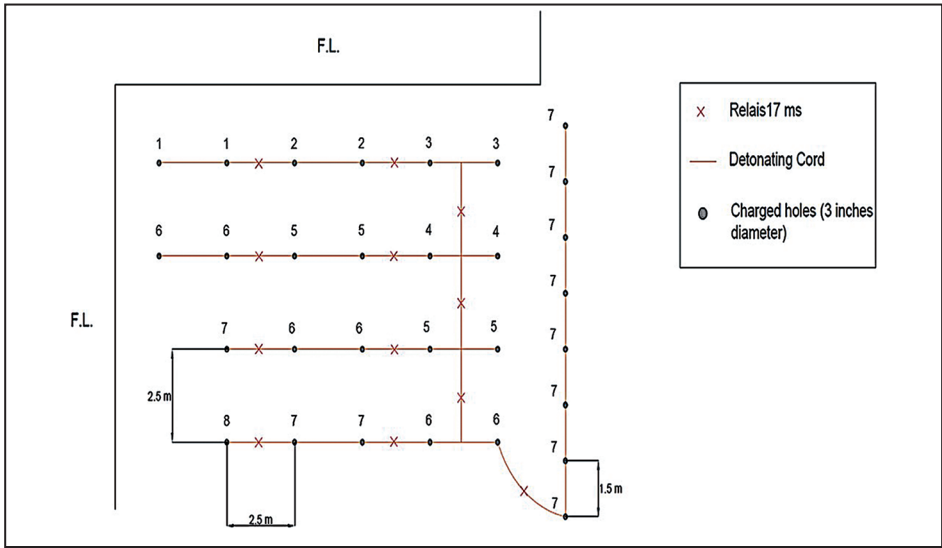 F.L.
7
Relais17 ms
1 1 2 2 3 3
7
Detonating Cord
7
Charged holes (3 inches
diameter)
6 6 5 5 4 4
7
F.L.
7 6 6 5 5
7
2.5 m
7
8 7 7 6 6
7
7
1.5 m
2.5 m